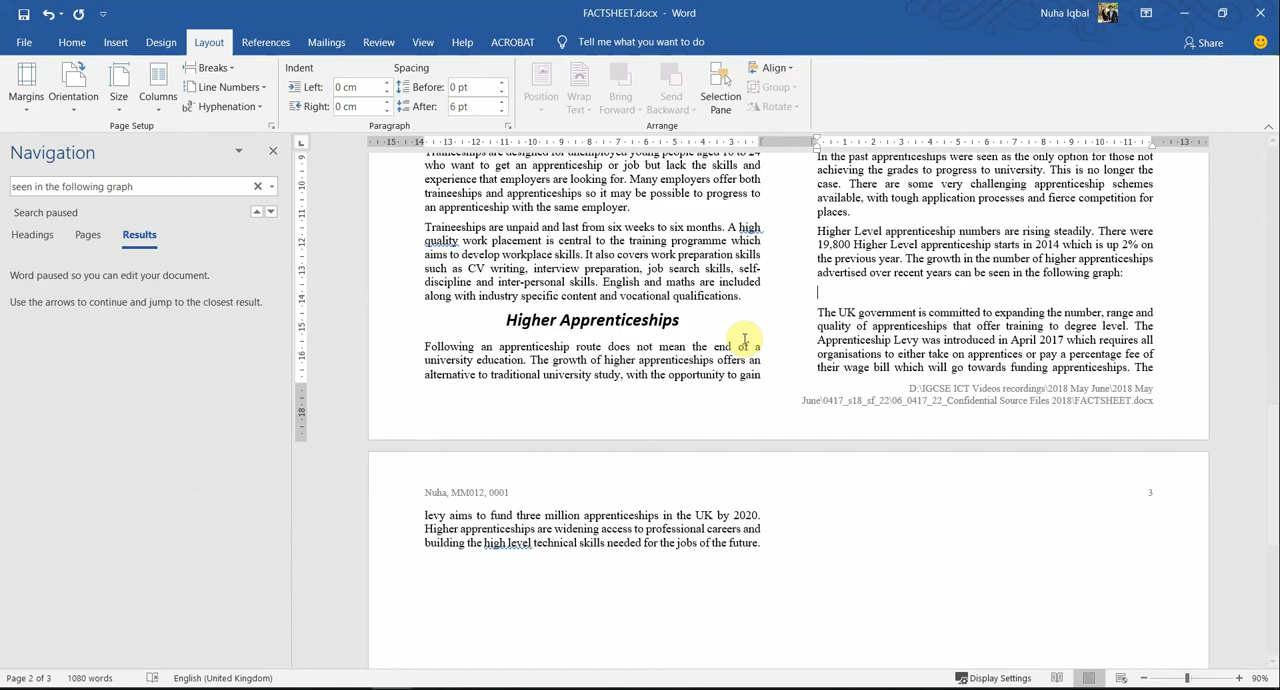 FACTSHEET.docx - Word
Nuha Iqbal
File Home Insert Design Layout References Mailings Review View Help ACROBAT Tell me what you want to do
Share
Margins Orientation Size Columns
Breaks
Line Numbers
Hyphenation
Page Setup
Indent
Left: 0 cm
Right: 0 cm
Spacing
Before: 0 pt
After: 6 pt
Paragraph
Position Wrap Text Bring Forward Send Backward Selection Pane
Align
Group
Rotate
Arrange
Navigation
seen in the following graph
Search paused
Headings Pages Results
Word paused so you can edit your document.
Use the arrows to continue and jump to the closest result.
Traineeships are designed for unemployed young people aged 16 to 24
who want to get an apprenticeship or job but lack the skills and
experience that employers are looking for. Many employers offer both
traineeships and apprenticeships so it may be possible to progress to
an apprenticeship with the same employer.
Traineeships are unpaid and last from six weeks to six months. A high
quality work placement is central to the training programme which
aims to develop workplace skills. It also covers work preparation skills
such as CV writing, interview preparation, job search skills, self-
discipline and inter-personal skills. English and maths are included
along with industry specific content and vocational qualifications.
Higher Apprenticeships
Following an apprenticeship route does not mean the end of a
university education. The growth of higher apprenticeships offers an
alternative to traditional university study, with the opportunity to gain
In the past apprenticeships were seen as the only option for those not
achieving the grades to progress to university. This is no longer the
case. There are some very challenging apprenticeship schemes
available, with tough application processes and fierce competition for
places.
Higher Level apprenticeship numbers are rising steadily. There were
19,800 Higher Level apprenticeship starts in 2014 which is up 2% on
the previous year. The growth in the number of higher apprenticeships
advertised over recent years can be seen in the following graph:
The UK government is committed to expanding the number, range and
quality of apprenticeships that offer training to degree level. The
Apprenticeship Levy was introduced in April 2017 which requires all
organisations to either take on apprentices or pay a percentage fee of
their wage bill which will go towards funding apprenticeships. The
D:\IGCSE ICT Videos recordings\2018 May June\2018 May
June\0417_s18_sf_22\06_0417_22_Confidential Source Files 2018\FACTSHEET.docx
Nuha, MM012, 0001
3
levy aims to fund three million apprenticeships in the UK by 2020.
Higher apprenticeships are widening access to professional careers and
building the high level technical skills needed for the jobs of the future.
Page 2 of 3 1080 words English (United Kingdom) Display Settings 90%